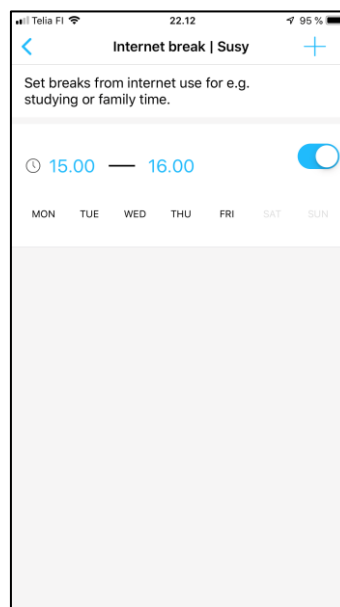 Telia FI 22.12 95 %
Internet break | Susy
Set breaks from internet use for e.g.
studying or family time.
15.00 — 16.00
MON TUE WED THU FRI SAT SUN